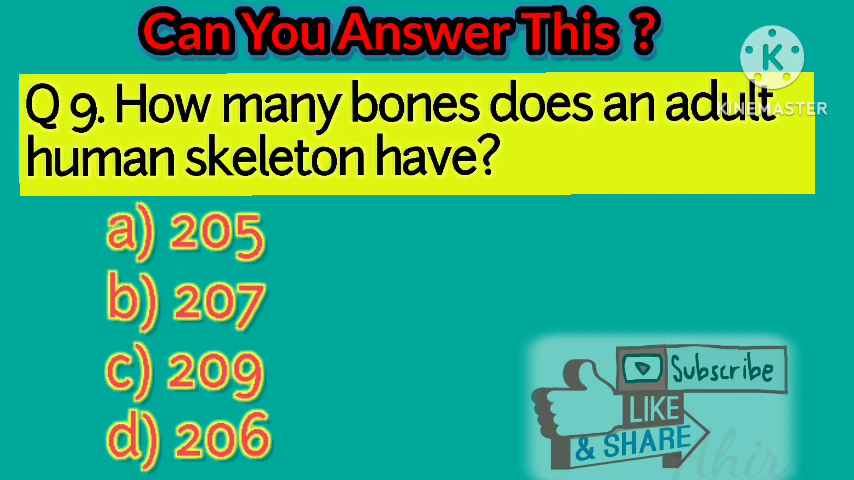 Can You Answer This ?
K
KINEMASTER
Q 9. How many bones does an adult
human skeleton have?
a) 205
b) 207
c) 209
d) 206
Subscribe
LIKE
& SHARE
Ahir